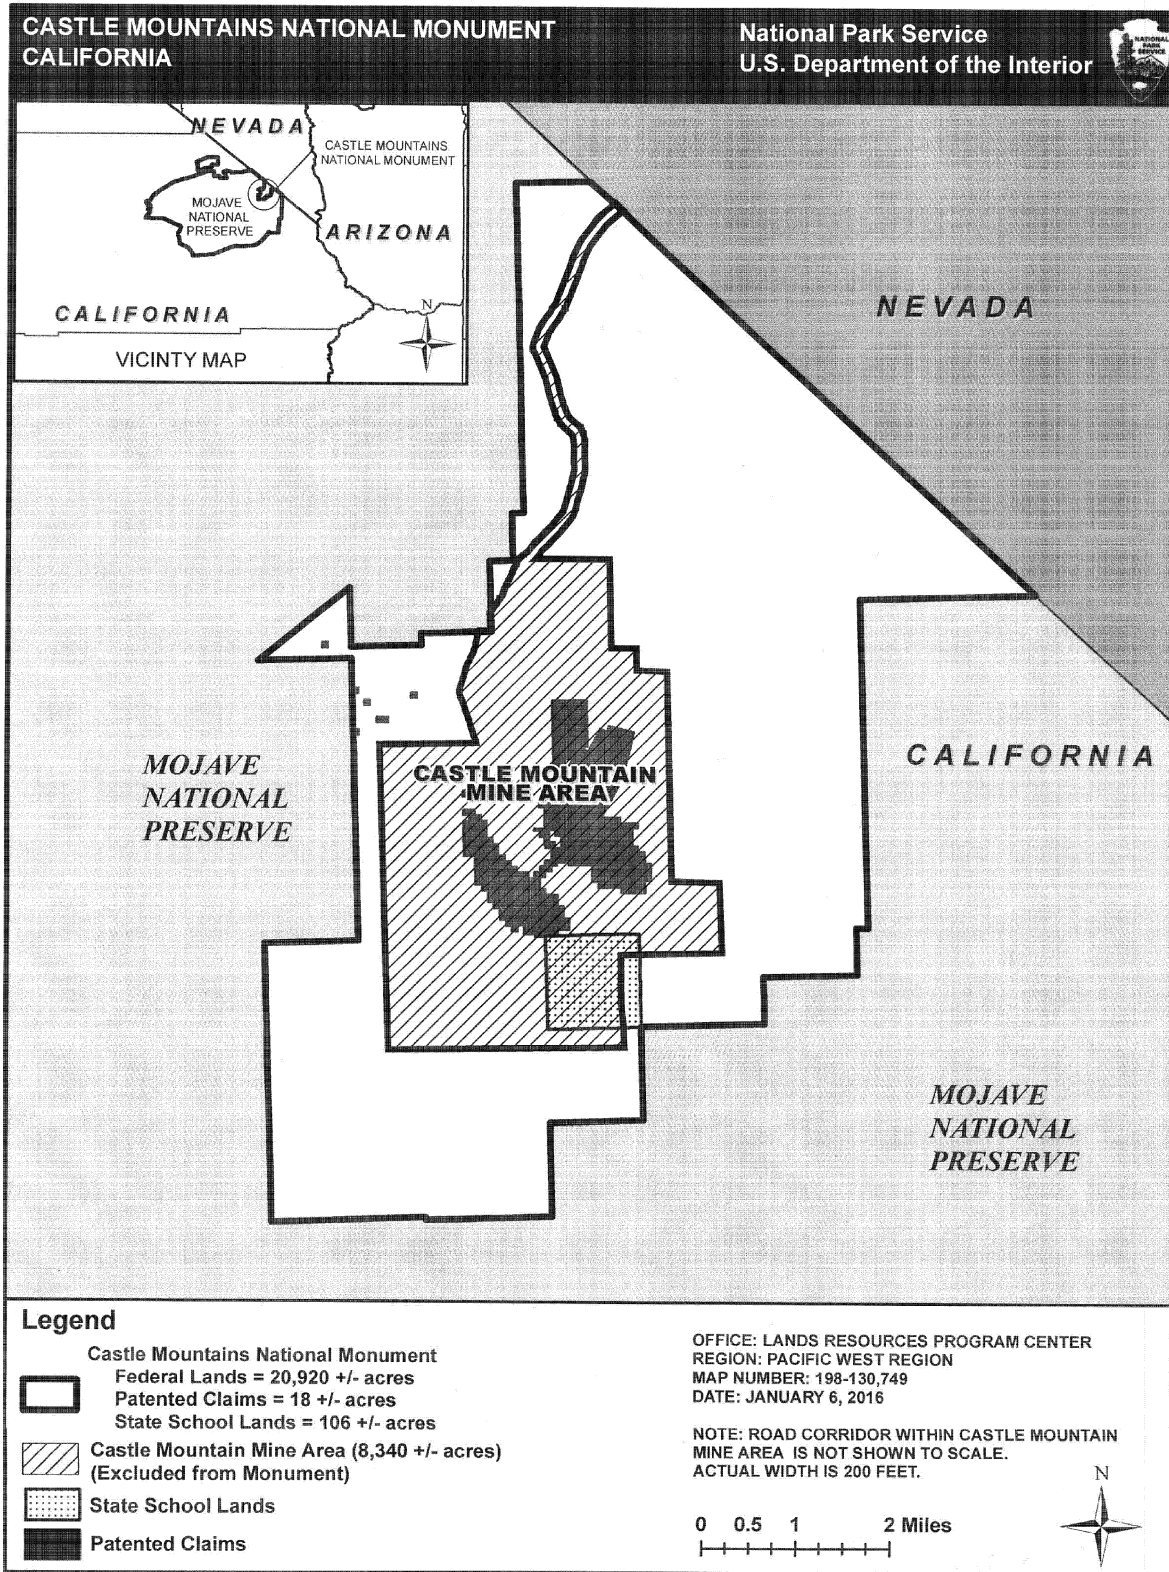 CASTLE MOUNTAINS NATIONAL MONUMENT
CALIFORNIA
National Park Service
U.S. Department of the Interior
NATIONAL
PARK
SERVICE
NEVADA
CASTLE MOUNTAINS
NATIONAL MONUMENT
MOJAVE
NATIONAL
PRESERVE
ARIZONA
CALIFORNIA
N
VICINTY MAP
NEVADA
MOJAVE
NATIONAL
PRESERVE
CASTLE MOUNTAIN
MINE AREA
CALIFORNIA
MOJAVE
NATIONAL
PRESERVE
Legend
Castle Mountains National Monument
Federal Lands = 20,920 +/- acres
Patented Claims = 18 +/- acres
State School Lands = 106 +/- acres
Castle Mountain Mine Area (8,340 +/- acres)
(Excluded from Monument)
State School Lands
Patented Claims
OFFICE: LANDS RESOURCES PROGRAM CENTER
REGION: PACIFIC WEST REGION
MAP NUMBER: 198-130,749
DATE: JANUARY 6, 2016
NOTE: ROAD CORRIDOR WITHIN CASTLE MOUNTAIN
MINE AREA IS NOT SHOWN TO SCALE.
ACTUAL WIDTH IS 200 FEET.
N
0 0.5 1 2 Miles